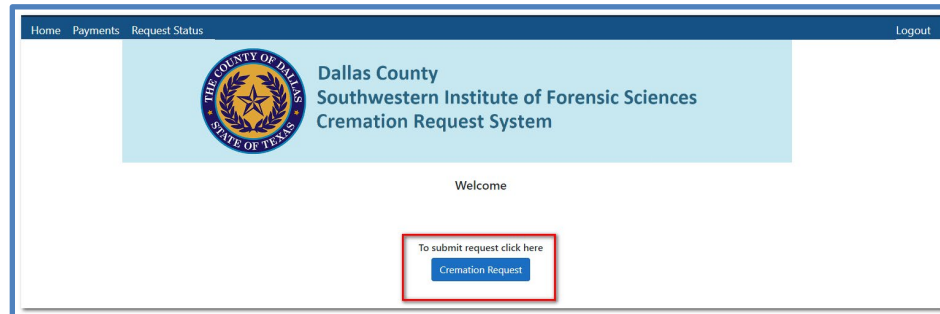 Home Payments Request Status Logout
THE COUNTY OF DALLAS
STATE OF TEXAS
Dallas County
Southwestern Institute of Forensic Sciences
Cremation Request System
Welcome
To submit request click here
Cremation Request